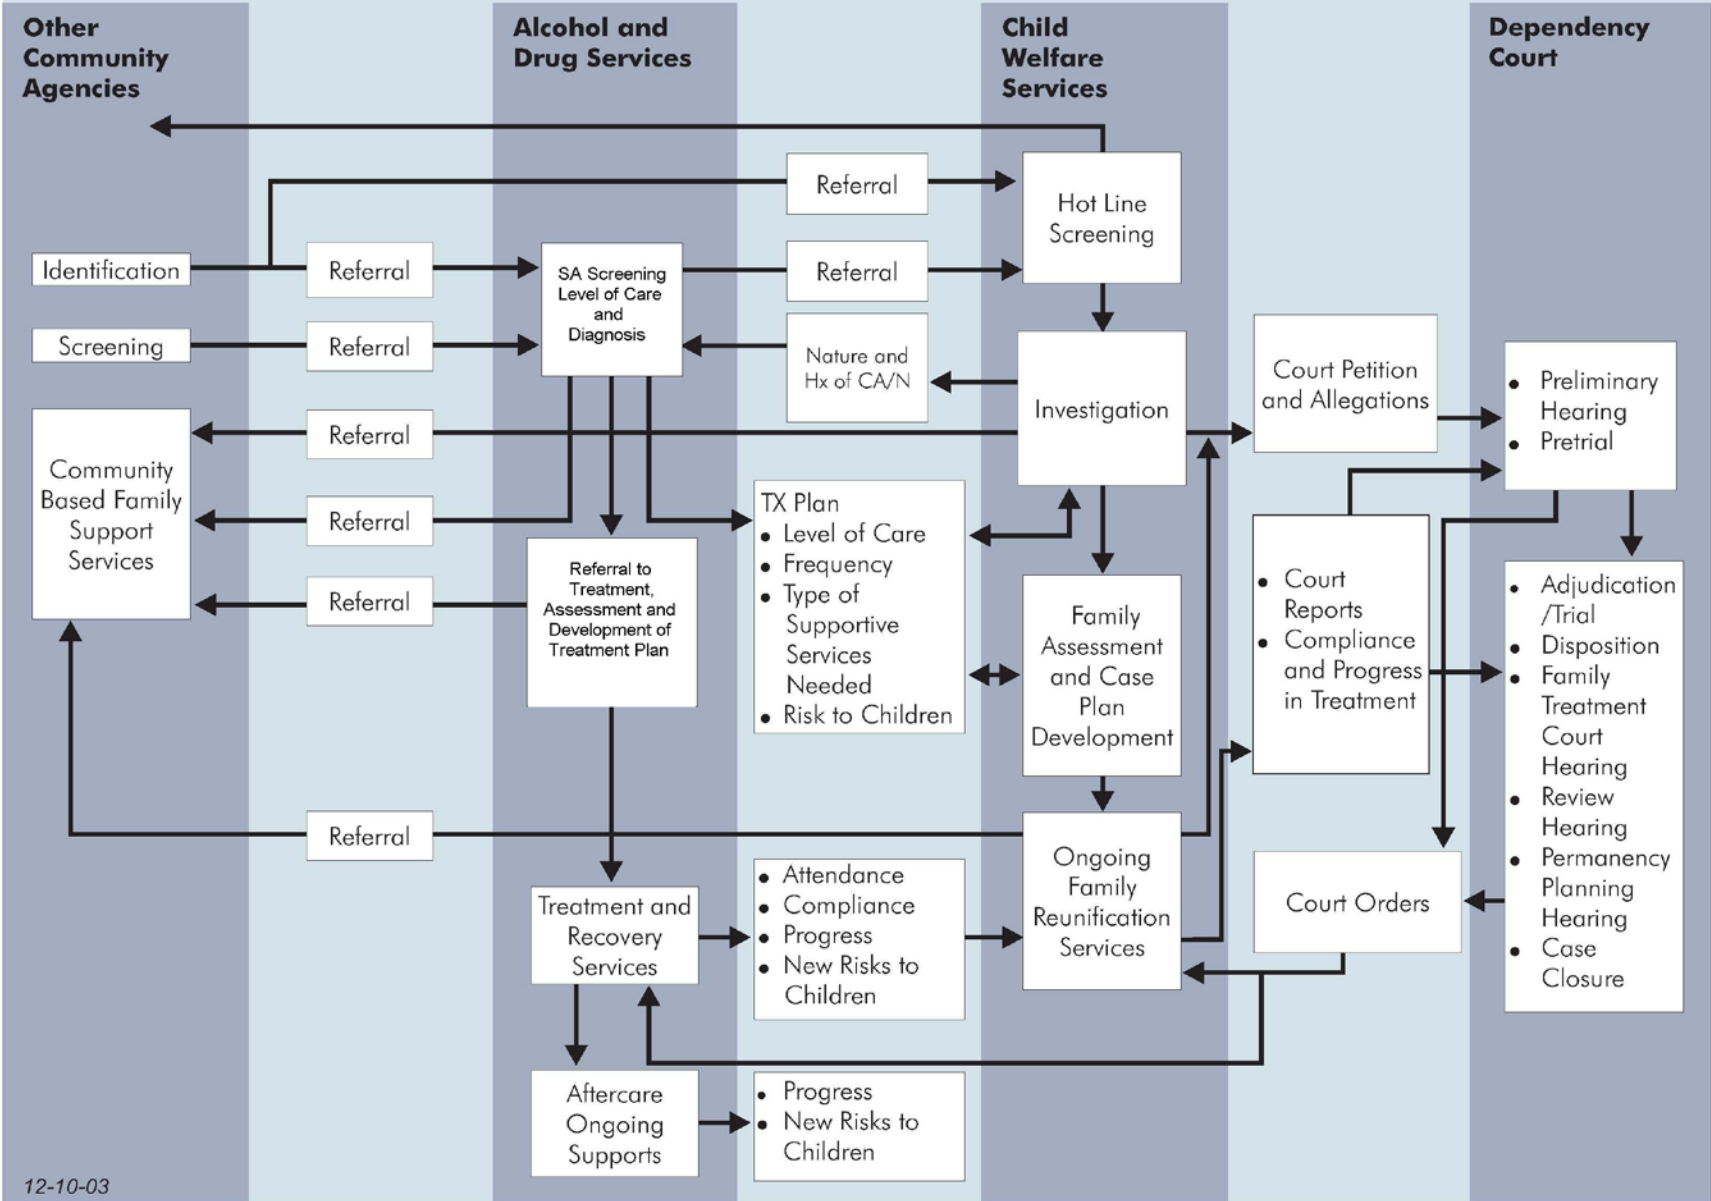 Other
Community
Agencies
Alcohol and
Drug Services
Child
Welfare
Services
Dependency
Court
Referral
Hot Line
Screening
Identification
Referral
SA Screening
Level of Care
and
Diagnosis
Referral
Screening
Referral
Nature and
Hx of CA/N
Investigation
Court Petition
and Allegations
• Preliminary
Hearing
• Pretrial
Referral
Community
Based Family
Support
Services
Referral
Referral
Referral to
Treatment,
Assessment and
Development of
Treatment Plan
TX Plan
• Level of Care
• Frequency
• Type of
Supportive
Services
Needed
• Risk to Children
Family
Assessment
and Case
Plan
Development
• Court
Reports
• Compliance
and Progress
in Treatment
• Adjudication
/Trial
• Disposition
• Family
Treatment
Court
Hearing
• Review
Hearing
• Permanency
Planning
Hearing
• Case
Closure
Referral
Treatment and
Recovery
Services
• Attendance
• Compliance
• Progress
• New Risks to
Children
Ongoing
Family
Reunification
Services
Court Orders
Aftercare
Ongoing
Supports
• Progress
• New Risks to
Children
12-10-03